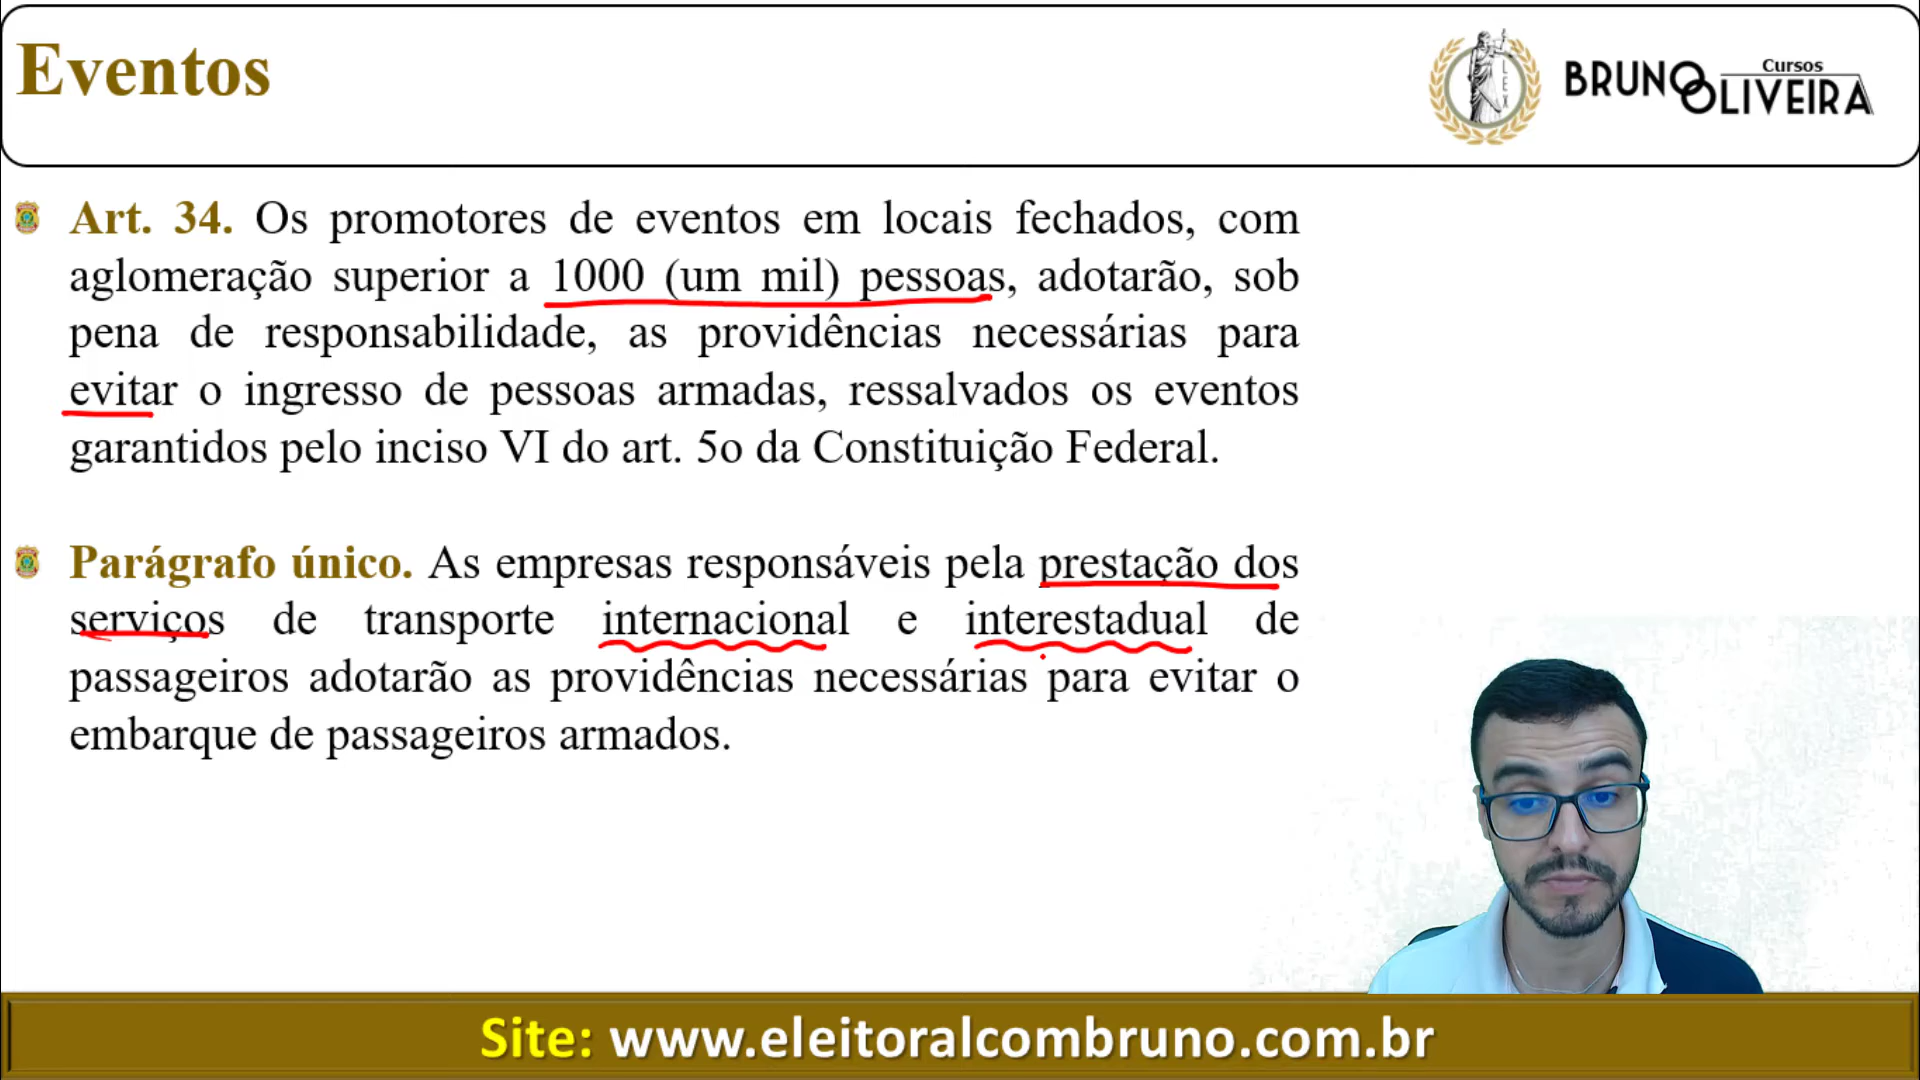 Eventos
LEX
Cursos
BRUNO OLIVEIRA
Art. 34. Os promotores de eventos em locais fechados, com
aglomeração superior a 1000 (um mil) pessoas, adotarão, sob
pena de responsabilidade, as providências necessárias para
evitar o ingresso de pessoas armadas, ressalvados os eventos
garantidos pelo inciso VI do art. 5o da Constituição Federal.
Parágrafo único. As empresas responsáveis pela prestação dos
serviços de transporte internacional e interestadual de
passageiros adotarão as providências necessárias para evitar o
embarque de passageiros armados.
Site: www.eleitoralcombruno.com.br